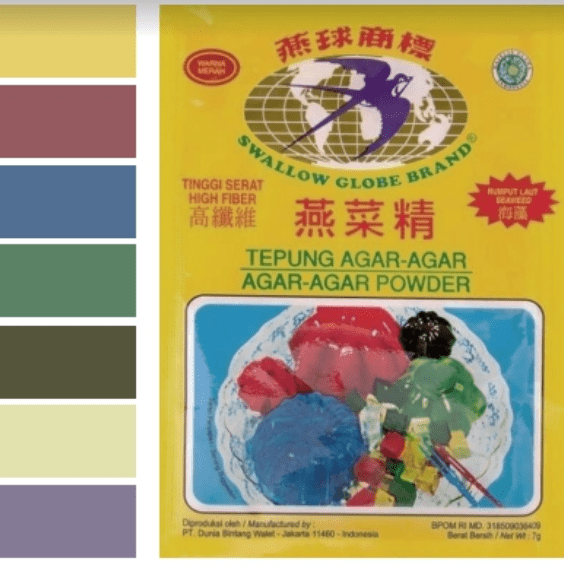 燕球商標
WARNA
MERAH
SWALLOW GLOBE BRAND®
TINGGI SERAT
HIGH FIBER
高纖維
燕菜精
RUMPUT LAUT
SEAWEED
海藻
TEPUNG AGAR-AGAR
AGAR-AGAR POWDER
Diproduksi oleh / Manufactured by :
PT. Dunia Bintang Walet - Jakarta 11460 - Indonesia
BPOM RI MD. 318509036409
Berat Bersih / Net Wt : 7g